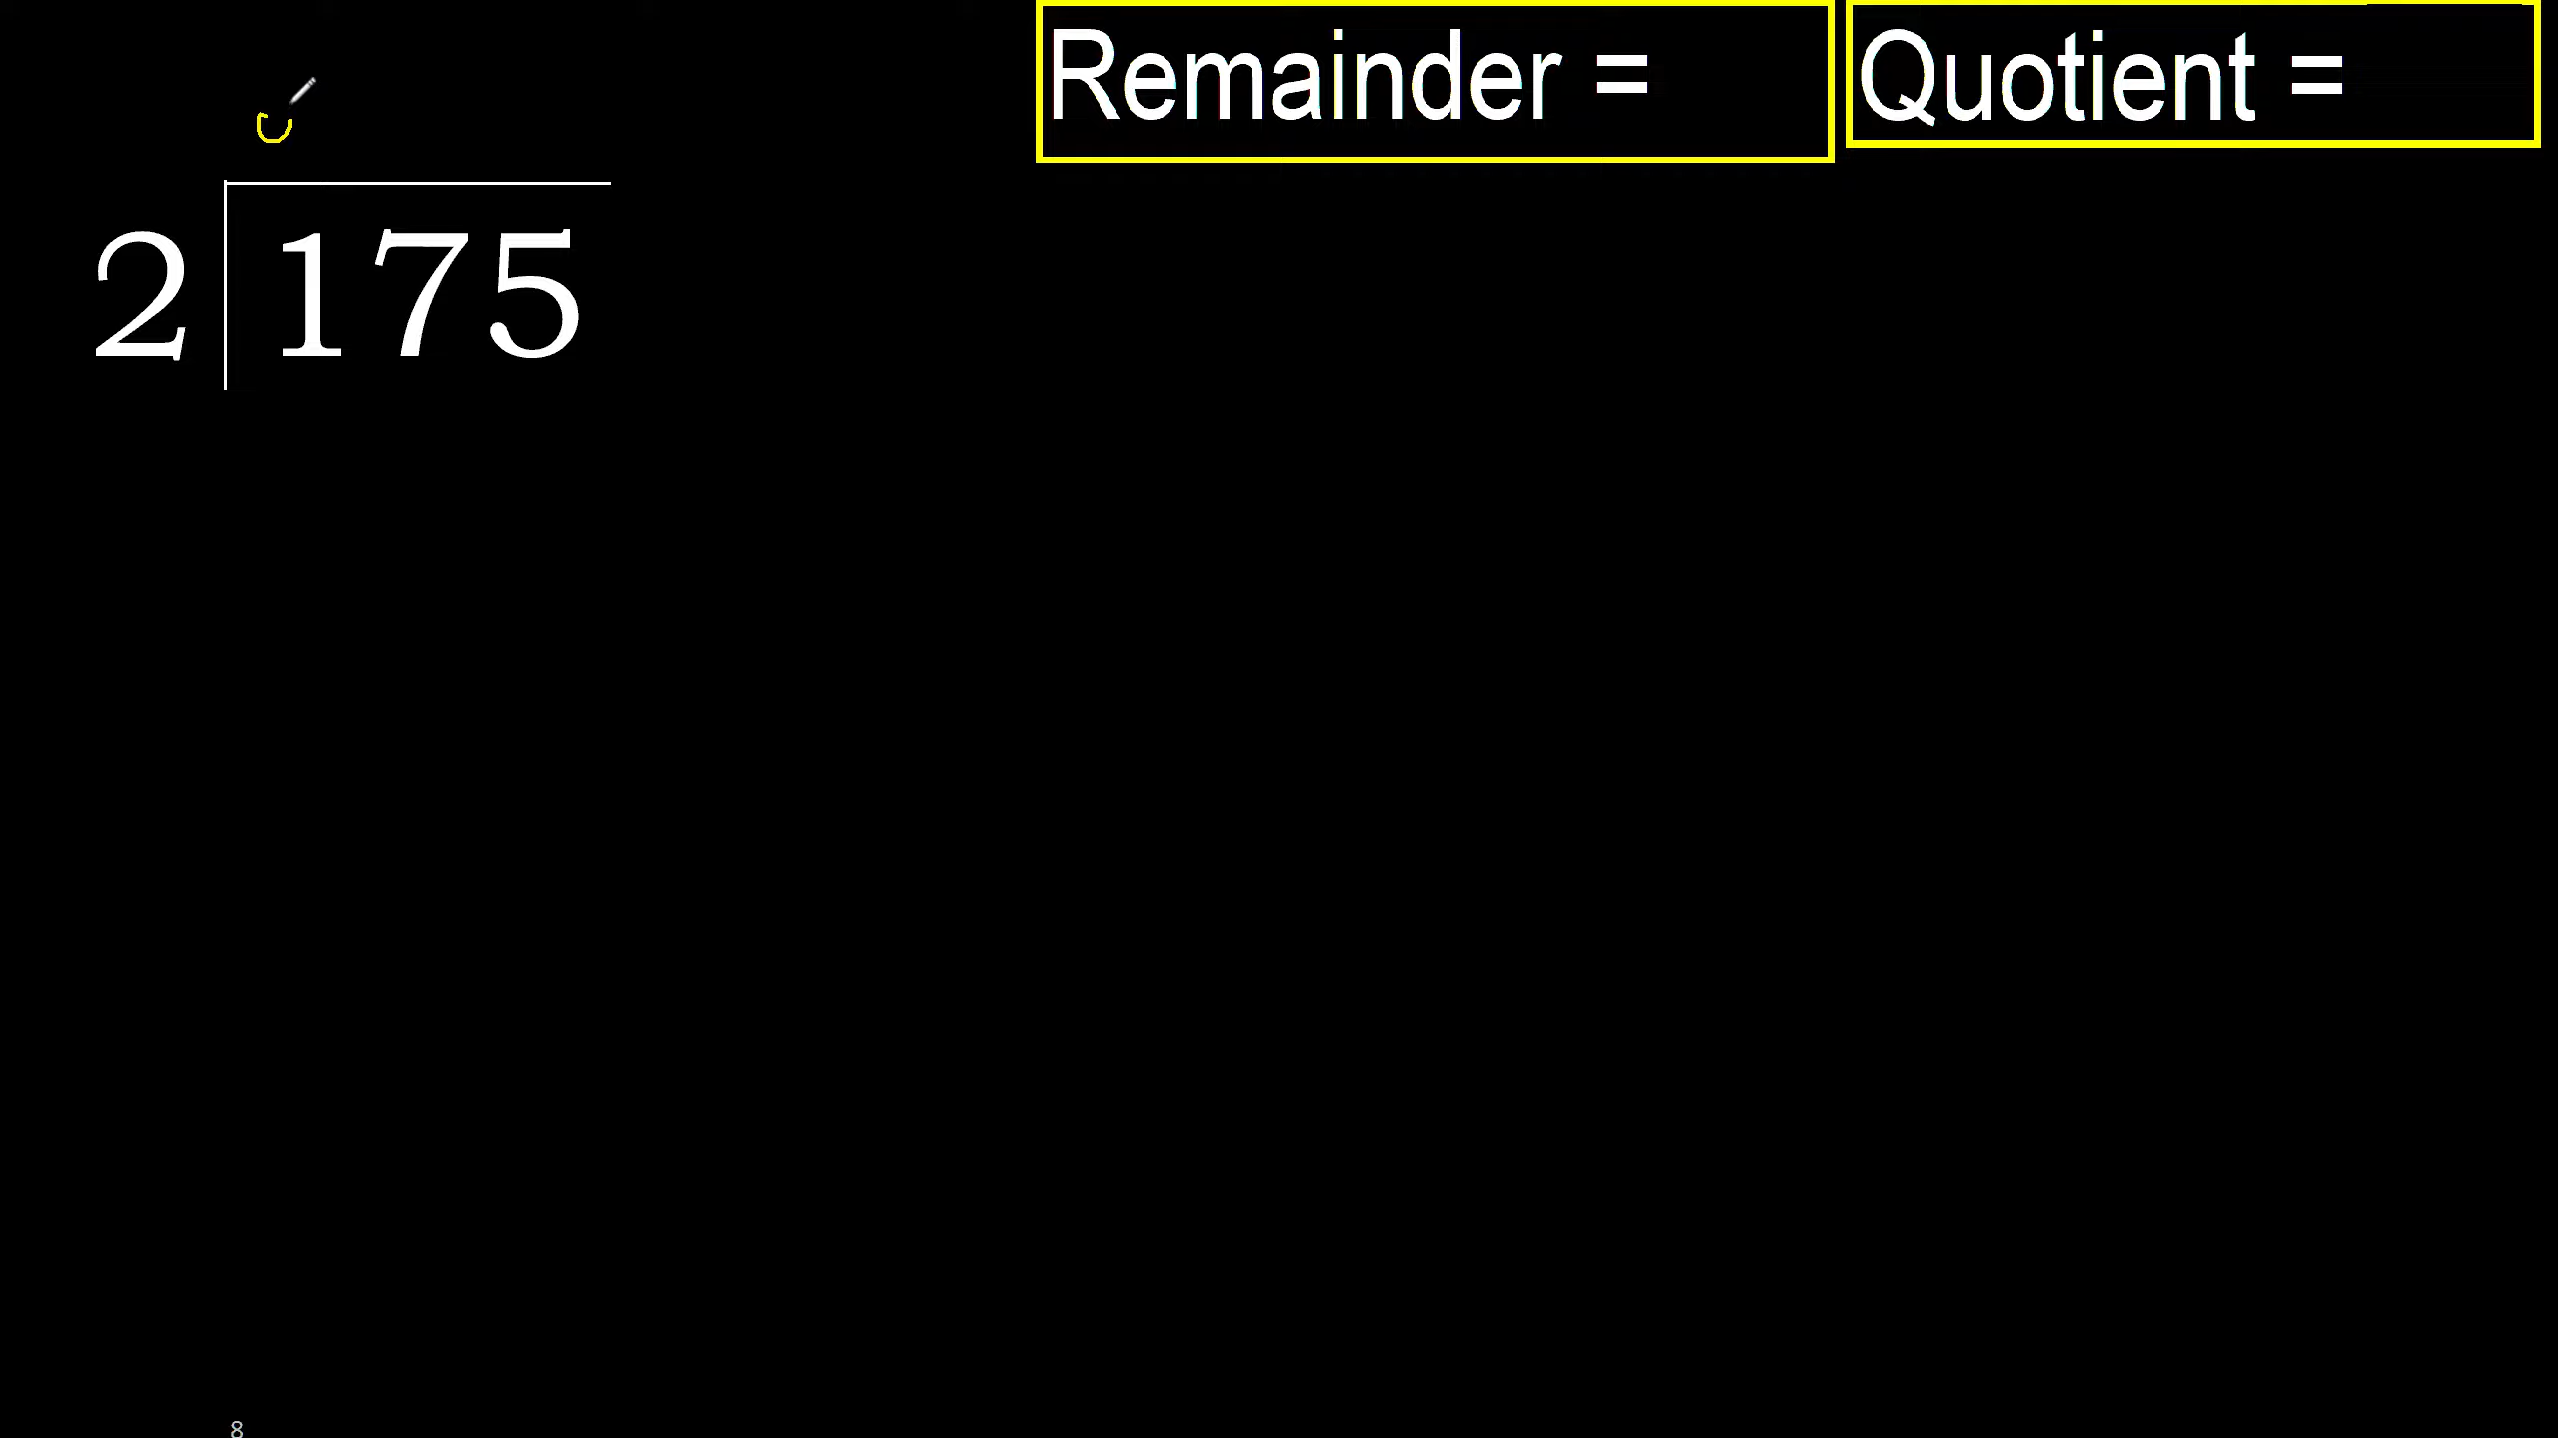 Remainder =
Quotient =
2 175
8